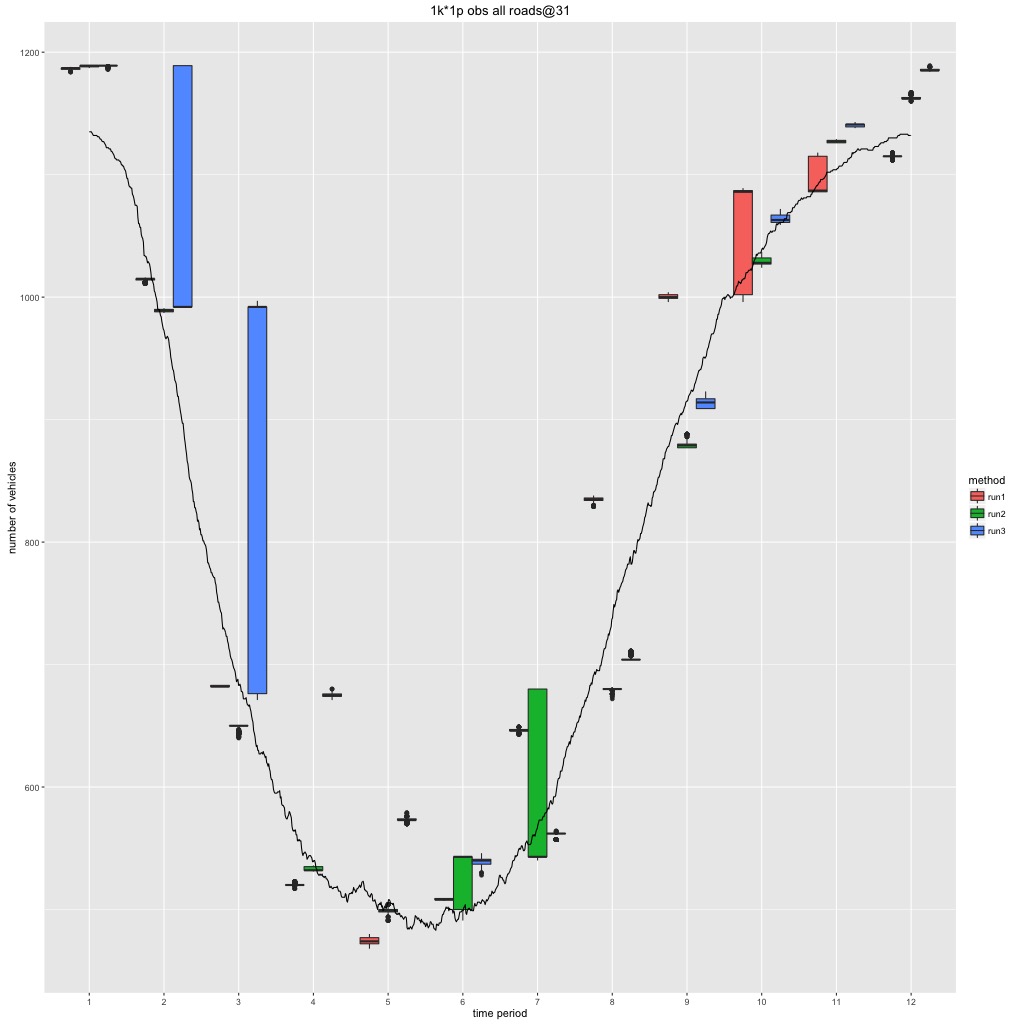 1k*1p obs all roads@31
1200
1000
800
600
number of vehicles
1 2 3 4 5 6 7 8 9 10 11 12
time period
method
run1
run2
run3